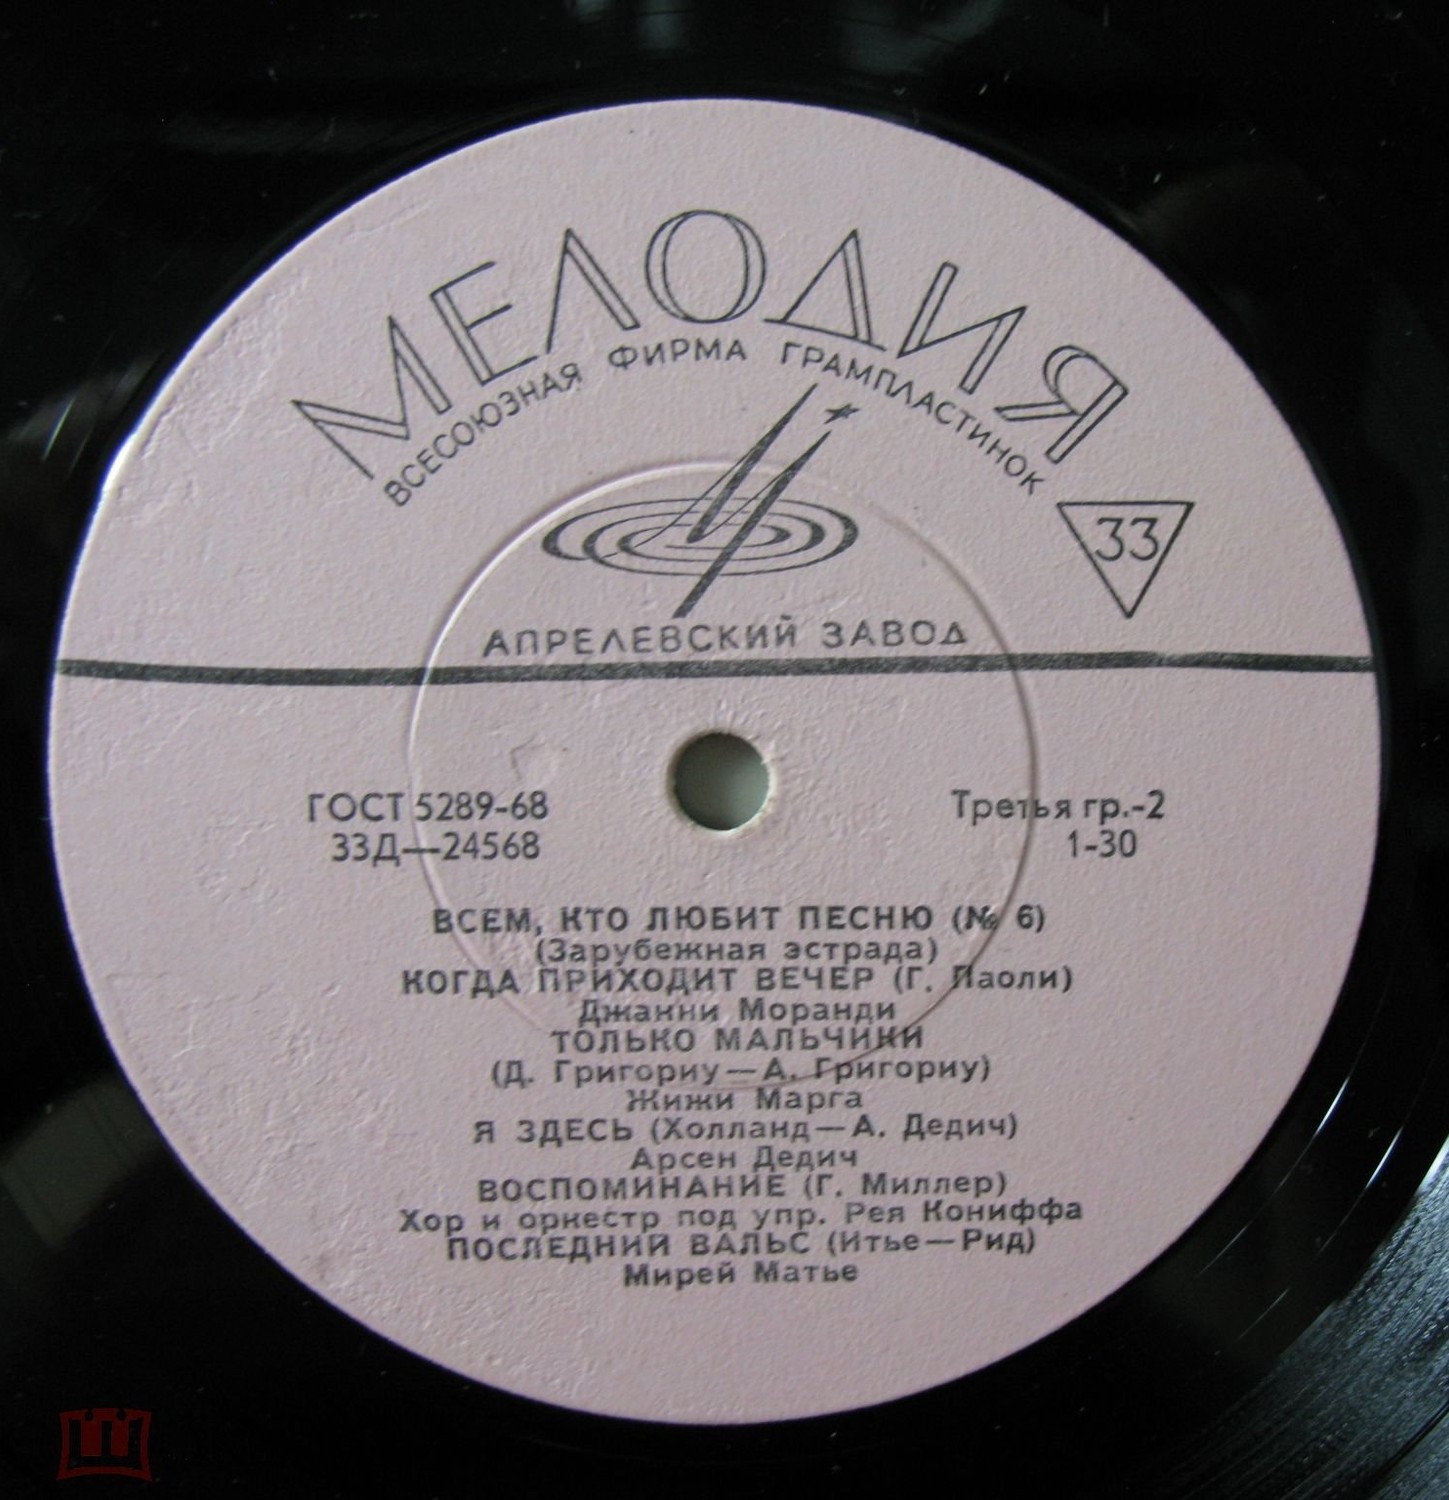 МЕЛОДИЯ
ВСЕСОЮЗНАЯ ФИРМА ГРАМПЛАСТИНОК
33
АПРЕЛЕВСКИЙ ЗАВОД
ГОСТ 5289-68
Третья гр.-2
33Д—24568
1-30
ВСЕМ, КТО ЛЮБИТ ПЕСНЮ (№ 6)
(Зарубежная эстрада)
КОГДА ПРИХОДИТ ВЕЧЕР (Г. Паоли)
Джанни Моранди
ТОЛЬКО МАЛЬЧИКИ
(Д. Григориу—А. Григориу)
Жижи Марга
Я ЗДЕСЬ (Холланд—А. Дедич)
Арсен Дедич
ВОСПОМИНАНИЕ (Г. Миллер)
Хор и оркестр под упр. Рея Кониффа
ПОСЛЕДНИЙ ВАЛЬС (Итье—Рид)
Мирей Матье